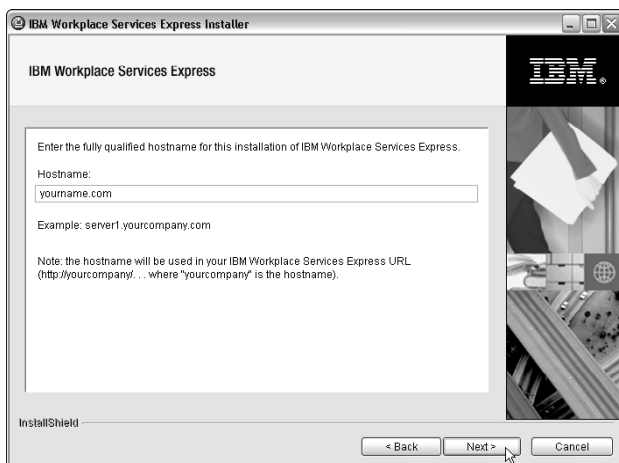 IBM Workplace Services Express Installer
IBM Workplace Services Express
IBM®
Enter the fully qualified hostname for this installation of IBM Workplace Services Express.
Hostname:
yourname.com
Example: server1.yourcompany.com
Note: the hostname will be used in your IBM Workplace Services Express URL
(http://yourcompany/. . . where "yourcompany" is the hostname).
InstallShield
< Back
Next >
Cancel